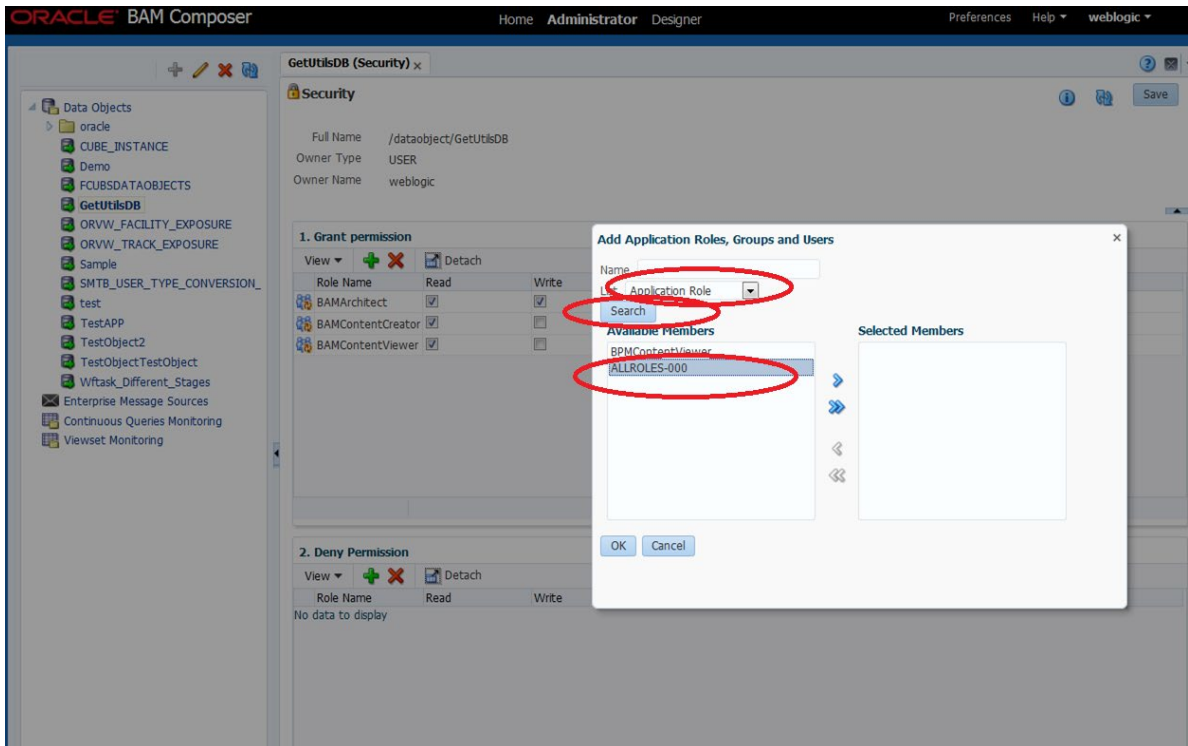 ORACLE BAM Composer
Home Administrator Designer
Preferences Help weblogic
GetUtilsDB (Security)
Security
Save
Full Name /dataobject/GetUtilsDB
Owner Type USER
Owner Name weblogic
Data Objects
oracle
CUBE_INSTANCE
Demo
FCUBSDATAOBJECTS
GetUtilsDB
ORVW_FACILITY_EXPOSURE
ORVW_TRACK_EXPOSURE
Sample
SMTB_USER_TYPE_CONVERSION_
test
TestAPP
TestObject2
TestObjectTestObject
Wftask_Different_Stages
Enterprise Message Sources
Continuous Queries Monitoring
Viewset Monitoring
1. Grant permission
View Detach
Role Name Read Write
BAMArchitect
BAMContentCreator
BAMContentViewer
2. Deny Permission
View Detach
Role Name Read Write
No data to display
Add Application Roles, Groups and Users
Name
Application Role
Search
Available Members Selected Members
BPMContentViewer
ALLROLES-000
OK Cancel